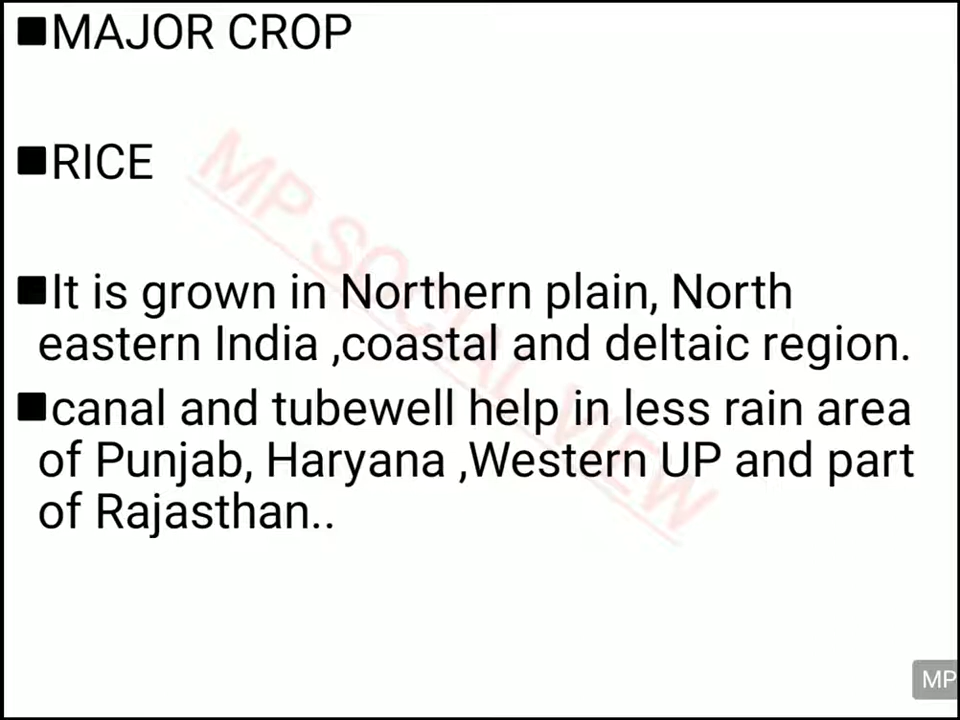 ■MAJOR CROP
■RICE
■It is grown in Northern plain, North
eastern India ,coastal and deltaic region.
■canal and tubewell help in less rain area
of Punjab, Haryana ,Western UP and part
of Rajasthan..
MP SOCIAL VIEW
MP